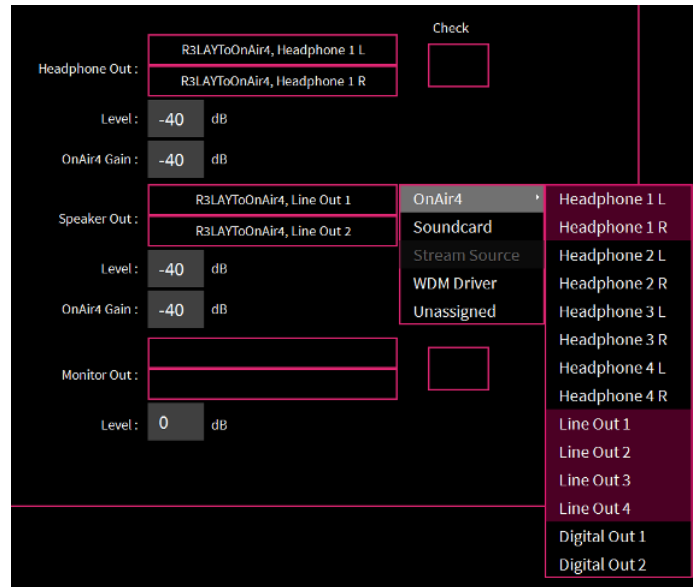 Check
R3LAYToOnAir4, Headphone 1 L
Headphone Out :
R3LAYToOnAir4, Headphone 1 R
Level : -40 dB
OnAir4 Gain : -40 dB
R3LAYToOnAir4, Line Out 1
Speaker Out :
R3LAYToOnAir4, Line Out 2
Level : -40 dB
OnAir4 Gain : -40 dB
Monitor Out :
Level : 0 dB
OnAir4
Soundcard
Stream Source
WDM Driver
Unassigned
Headphone 1 L
Headphone 1 R
Headphone 2 L
Headphone 2 R
Headphone 3 L
Headphone 3 R
Headphone 4 L
Headphone 4 R
Line Out 1
Line Out 2
Line Out 3
Line Out 4
Digital Out 1
Digital Out 2